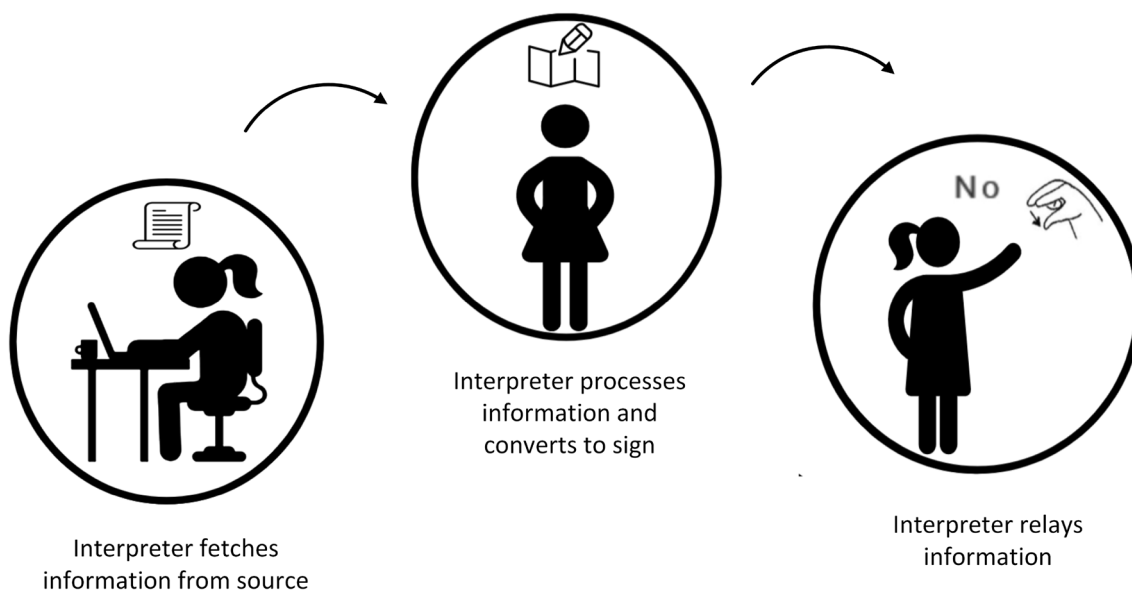 Interpreter fetches
information from source
Interpreter processes
information and
converts to sign
No
Interpreter relays
information